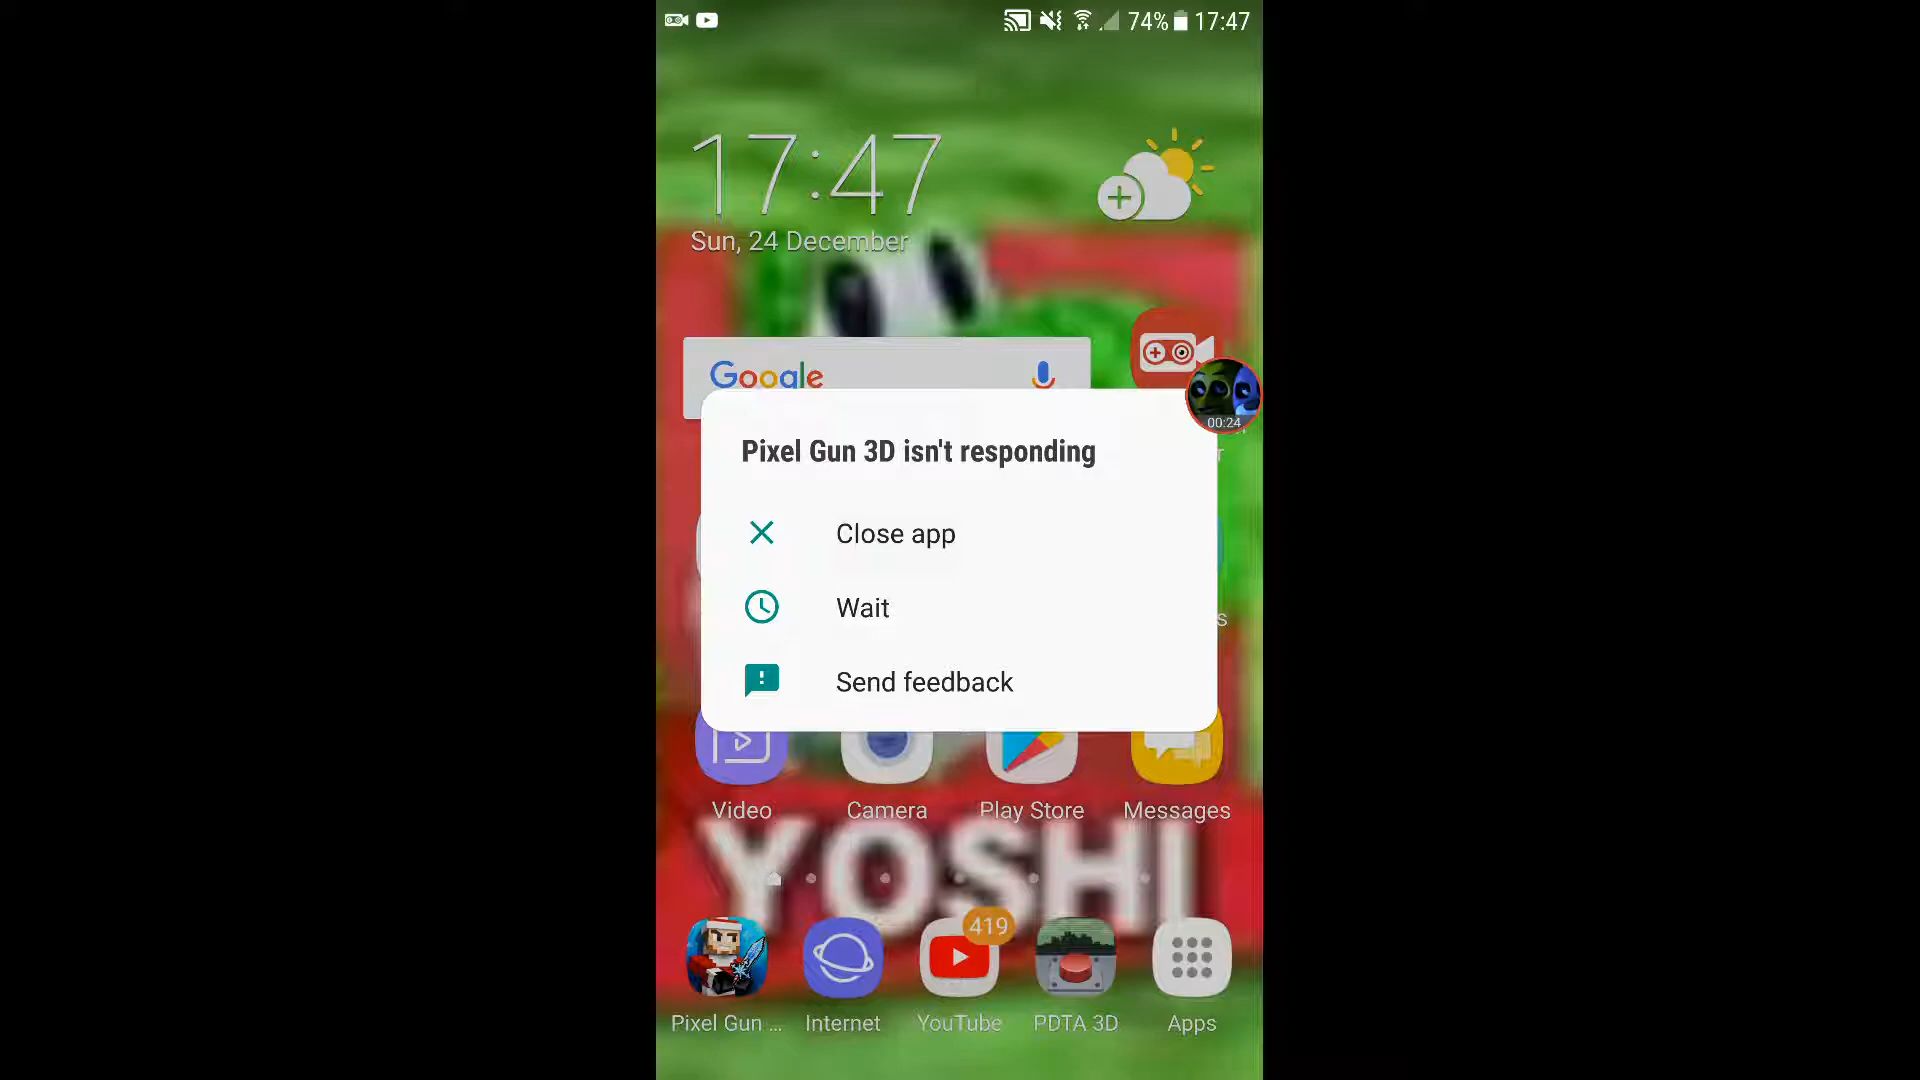 74% 17:47
17:47
Sun, 24 December
Google
00:24
r
Pixel Gun 3D isn't responding
Close app
Wait
s
Send feedback
Video Camera Play Store Messages
YOSHI
419
Pixel Gun ... Internet YouTube PDTA 3D Apps